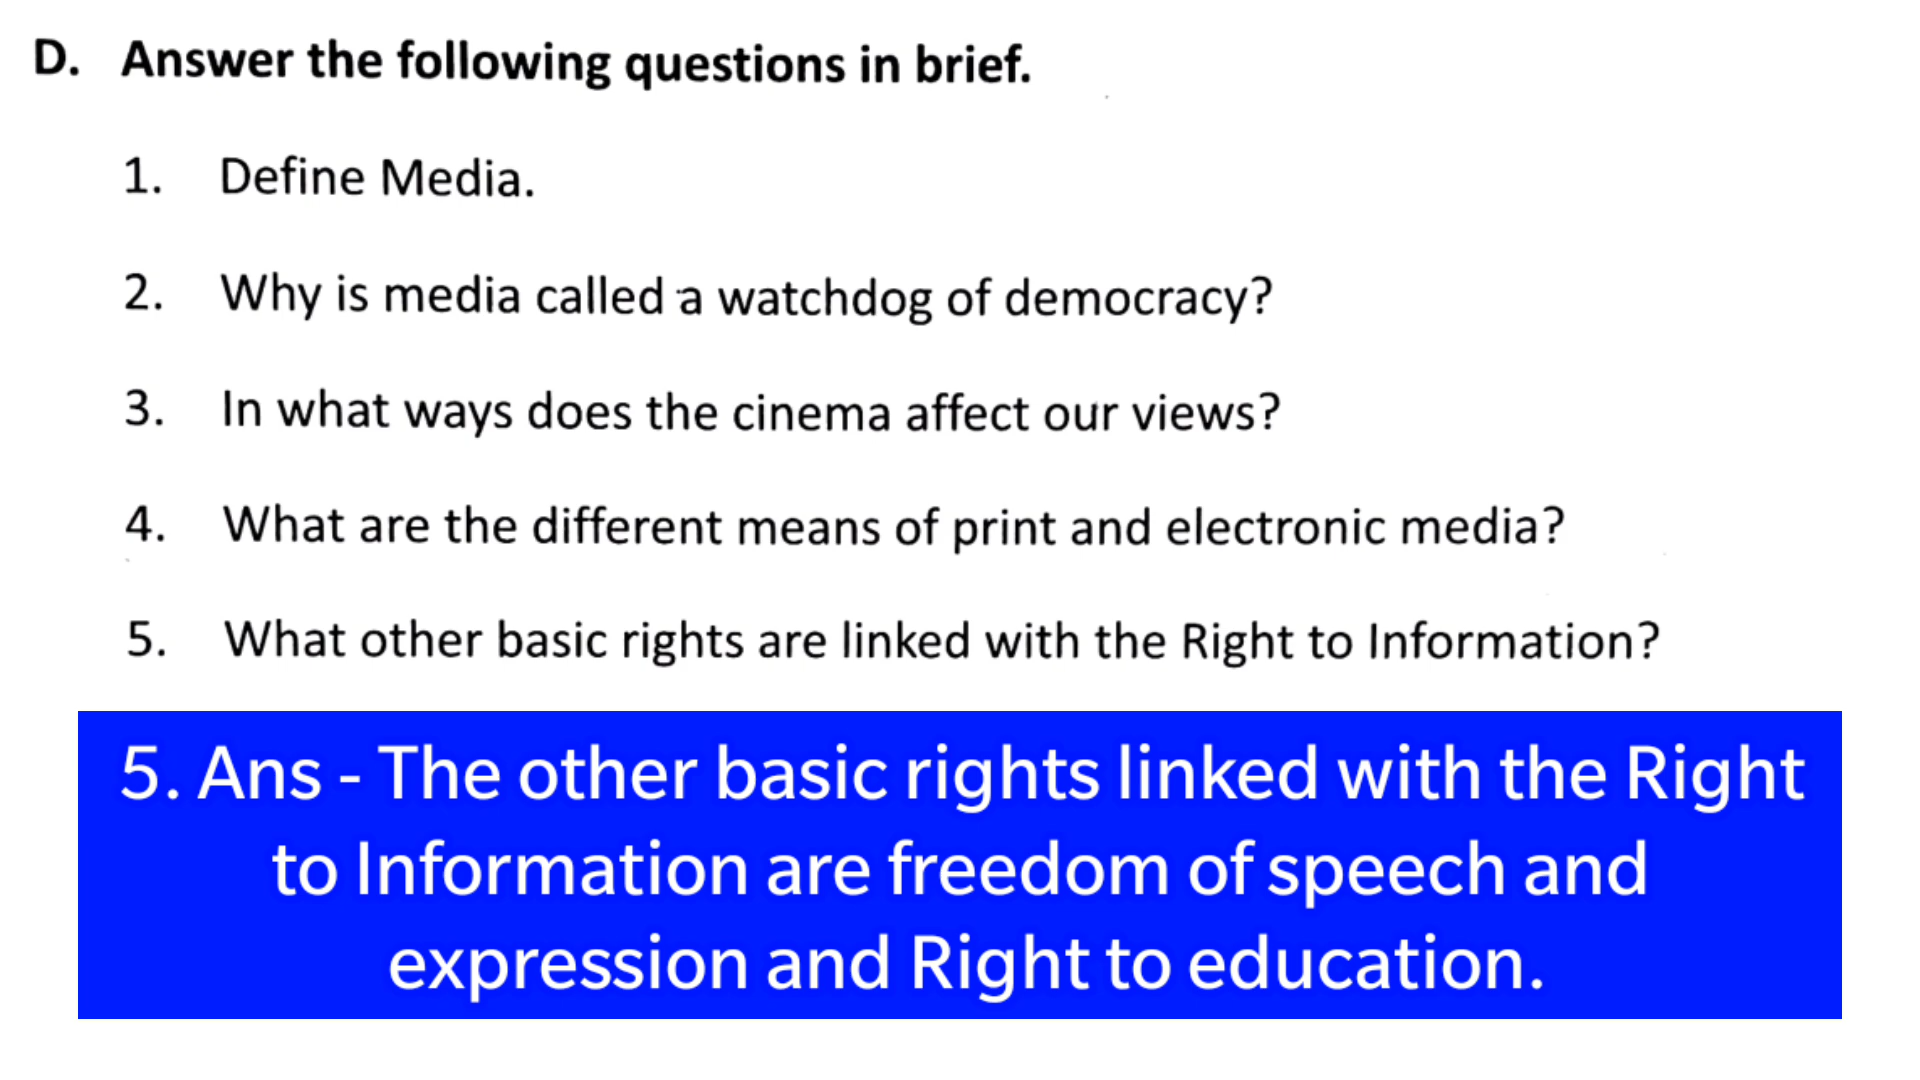 D. Answer the following questions in brief.
1. Define Media.
2. Why is media called a watchdog of democracy?
3. In what ways does the cinema affect our views?
4. What are the different means of print and electronic media?
5. What other basic rights are linked with the Right to Information?
5. Ans - The other basic rights linked with the Right
to Information are freedom of speech and
expression and Right to education.